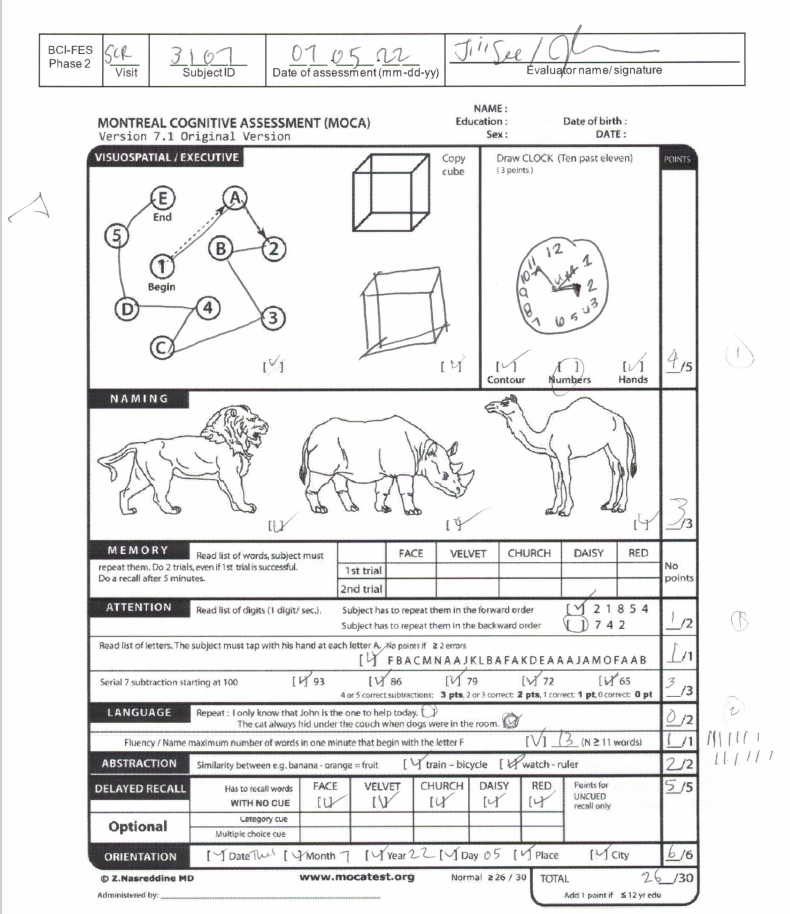 BCI-FES Phase 2
SCR
Visit
3107
Subject ID
07 05 22
Date of assessment (mm-dd-yy)
Jill See /
Evaluator name/ signature
NAME :
MONTREAL COGNITIVE ASSESSMENT (MOCA)
Education :
Date of birth :
Version 7.1 Original Version
Sex :
DATE :
VISUOSPATIAL / EXECUTIVE
Copy cube
Draw CLOCK (Ten past eleven)
(3 points)
POINTS
E
End
A
5
B
2
1
Begin
D
4
3
C
12
11
1
10
9
2
8
3
7
6
5
4
[✓]
[✓]
[✓]
[ ]
[✓]
4/5
1
Contour
Numbers
Hands
NAMING
[✓]
[✓]
[✓]
3/3
MEMORY
Read list of words, subject must
repeat them. Do 2 trials, even if 1st trial is successful.
Do a recall after 5 minutes.
FACE VELVET CHURCH DAISY RED
1st trial
2nd trial
No points
ATTENTION
Read list of digits (1 digit/ sec.).
Subject has to repeat them in the forward order [✓] 2 1 8 5 4
Subject has to repeat them in the backward order [ ] 7 4 2
1/2
Read list of letters. The subject must tap with his hand at each letter A. No points if ≥ 2 errors
[✓] F B A C M N A A J K L B A F A K D E A A A J A M O F A A B
1/1
Serial 7 subtraction starting at 100 [✓] 93 [✓] 86 [✓] 79 [✓] 72 [✓] 65
4 or 5 correct subtractions: 3 pts, 2 or 3 correct: 2 pts, 1 correct: 1 pt, 0 correct: 0 pt
3/3
LANGUAGE
Repeat : I only know that John is the one to help today. [ ]
The cat always hid under the couch when dogs were in the room.
0/2
2
Fluency / Name maximum number of words in one minute that begin with the letter F [✓] 13 (N ≥ 11 words)
1/1
ABSTRACTION
Similarity between e.g. banana - orange = fruit [✓] train – bicycle [✓] watch - ruler
2/2
DELAYED RECALL
Has to recall words
WITH NO CUE
FACE VELVET CHURCH DAISY RED
[✓] [✓] [✓] [✓] [✓]
Points for UNCUED recall only
5/5
Optional
Category cue
Multiple choice cue
ORIENTATION
[✓] Date Tues [✓] Month 7 [✓] Year 22 [✓] Day 05 [✓] Place [✓] City
6/6
© Z.Nasreddine MD
www.mocatest.org
Normal ≥ 26 / 30
TOTAL
26/30
Administered by:
Add 1 point if ≤ 12 yr edu